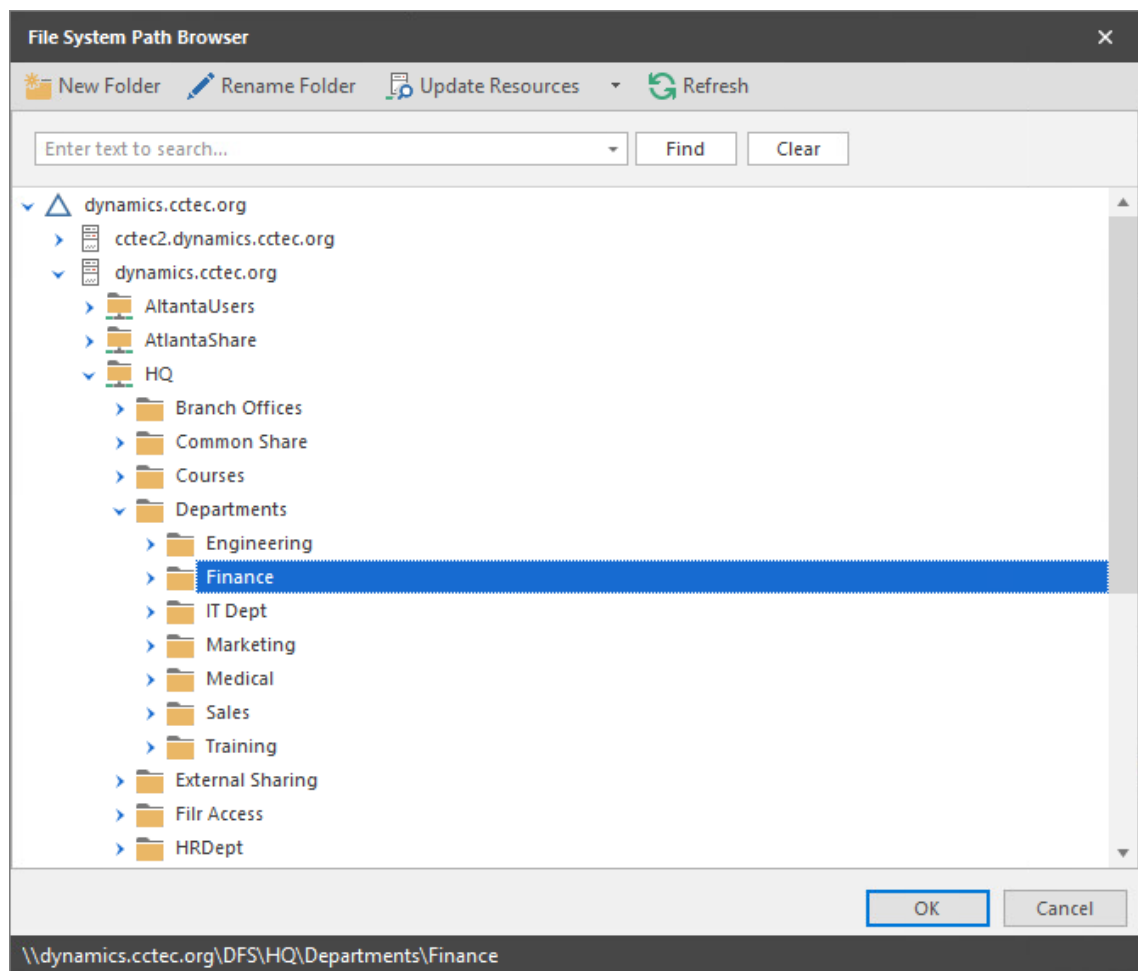 File System Path Browser
New Folder Rename Folder Update Resources Refresh
Enter text to search... Find Clear
dynamics.cctec.org
cctec2.dynamics.cctec.org
dynamics.cctec.org
AltantaUsers
AtlantaShare
HQ
Branch Offices
Common Share
Courses
Departments
Engineering
Finance
IT Dept
Marketing
Medical
Sales
Training
External Sharing
Filr Access
HRDept
OK Cancel
\\dynamics.cctec.org\DFS\HQ\Departments\Finance